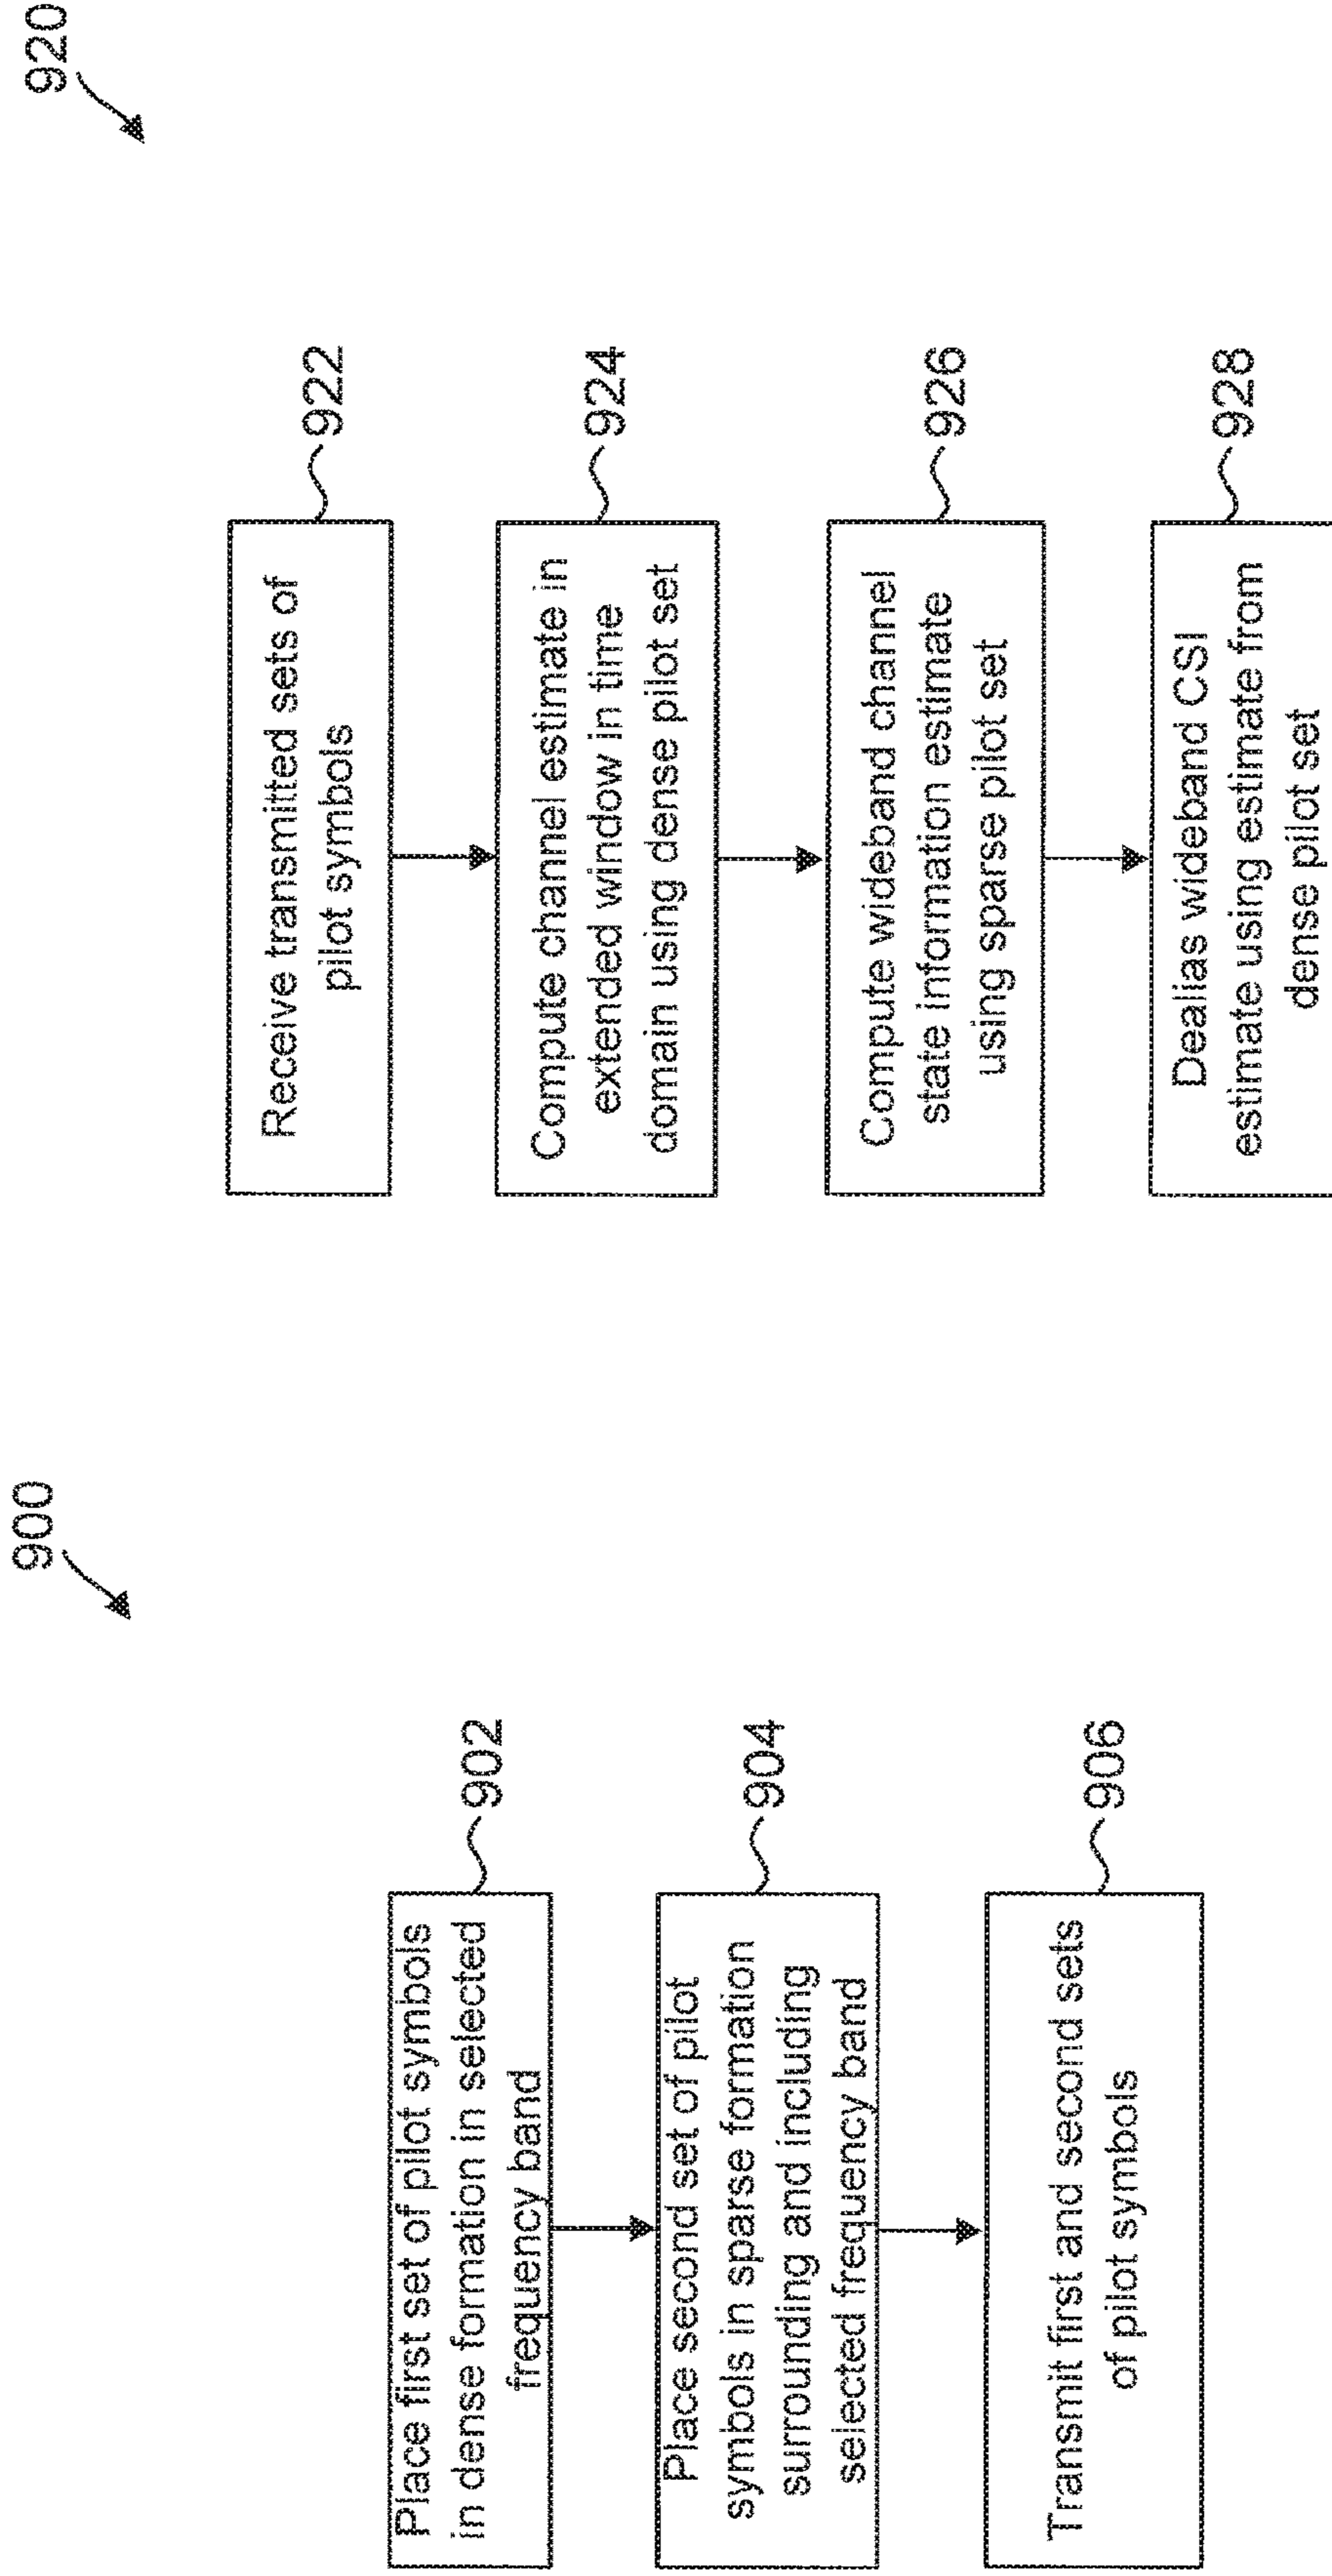 900
Place first set of pilot symbols
in dense formation in selected
frequency band
902
Place second set of pilot
symbols in sparse formation
surrounding and including
selected frequency band
904
Transmit first and second sets
of pilot symbols
906
920
Receive transmitted sets of
pilot symbols
922
Compute channel estimate in
extended window in time
domain using dense pilot set
924
Compute wideband channel
state information estimate
using sparse pilot set
926
Dealias wideband CSI
estimate using estimate from
dense pilot set
928